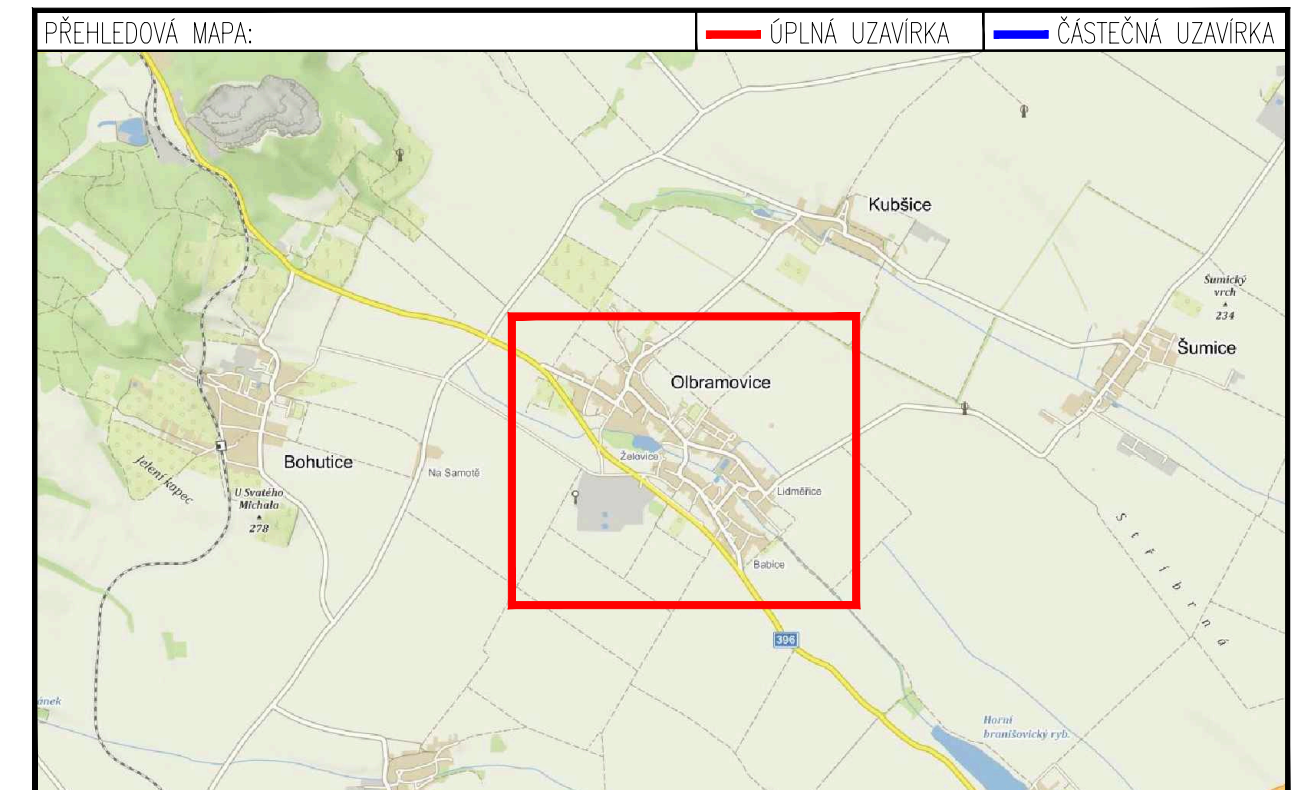 PŘEHLEDOVÁ MAPA:
ÚPLNÁ UZAVÍRKA
ČÁSTEČNÁ UZAVÍRKA
Kubšice
Šumický
vrch
234
Šumice
Olbramovice
Bohutice
Jelení kopec
U Svatého
Michala
278
Na Samotě
Želovice
Lidměřice
Babice
Stříbrná
396
ánek
Horní
branišovický ryb.